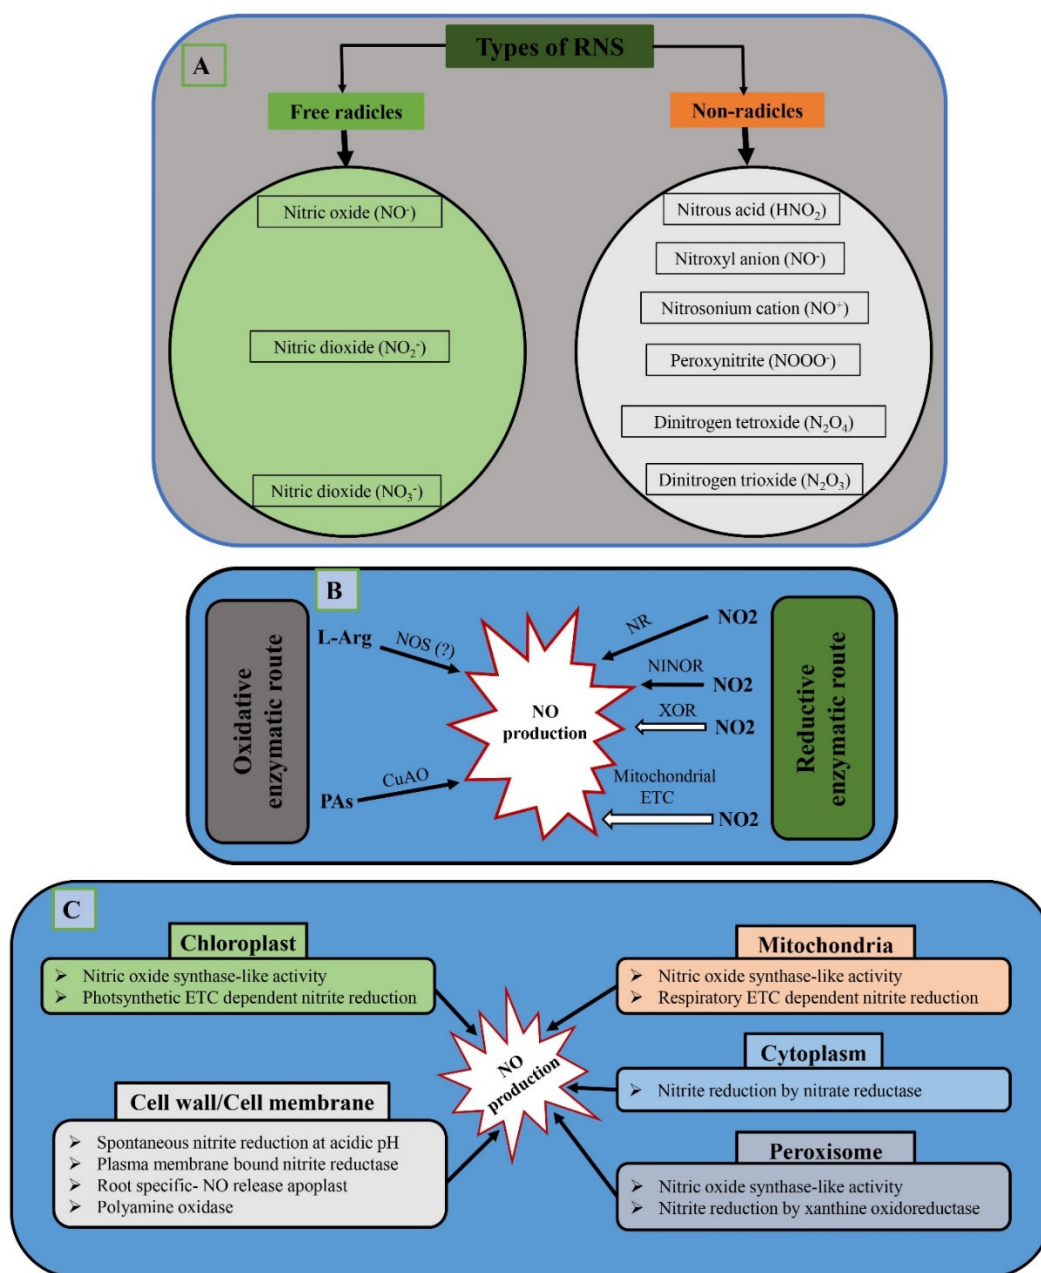 A
Types of RNS
Free radicles
Non-radicles
Nitric oxide (NO⁻)
Nitric dioxide (NO₂⁻)
Nitric dioxide (NO₃⁻)
Nitrous acid (HNO₂)
Nitroxyl anion (NO⁻)
Nitrosonium cation (NO⁺)
Peroxynitrite (NOOO⁻)
Dinitrogen tetroxide (N₂O₄)
Dinitrogen trioxide (N₂O₃)
B
Oxidative
enzymatic route
L-Arg
NOS (?)
PAs
CuAO
NO
production
NR
NO2
NINOR
NO2
XOR
NO2
Mitochondrial
ETC
NO2
Reductive
enzymatic route
C
Chloroplast
➢ Nitric oxide synthase-like activity
➢ Photsynthetic ETC dependent nitrite reduction
Cell wall/Cell membrane
➢ Spontaneous nitrite reduction at acidic pH
➢ Plasma membrane bound nitrite reductase
➢ Root specific- NO release apoplast
➢ Polyamine oxidase
NO
production
Mitochondria
➢ Nitric oxide synthase-like activity
➢ Respiratory ETC dependent nitrite reduction
Cytoplasm
➢ Nitrite reduction by nitrate reductase
Peroxisome
➢ Nitric oxide synthase-like activity
➢ Nitrite reduction by xanthine oxidoreductase